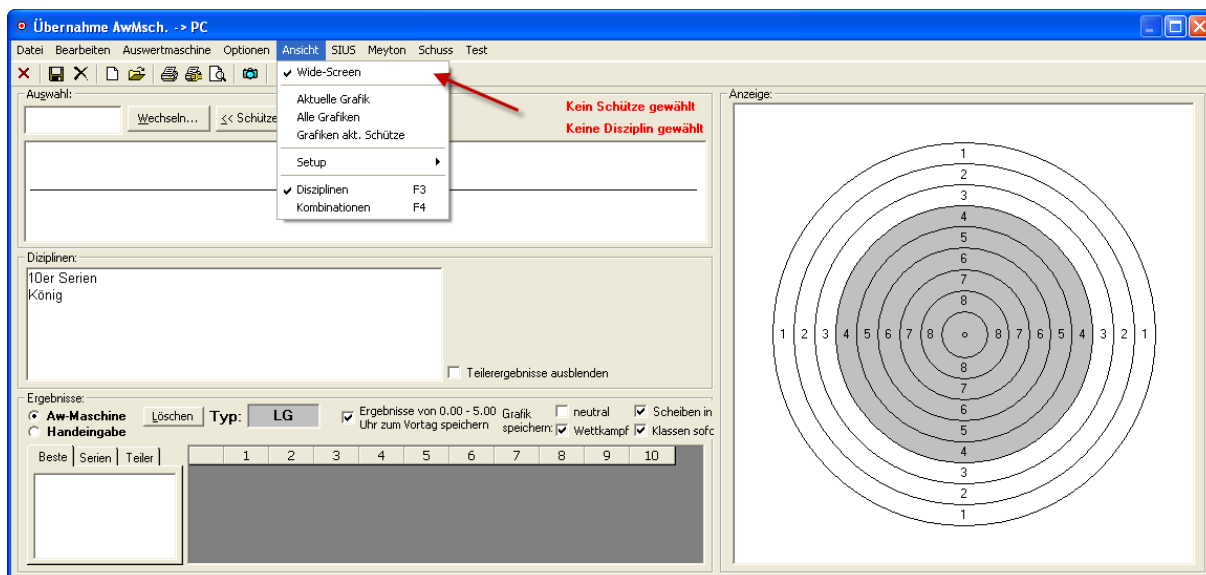 Übernahme AwMsch. -> PC
Datei Bearbeiten Auswertmaschine Optionen Ansicht SIUS Meyton Schuss Test
Wide-Screen
Aktuelle Grafik
Alle Grafiken
Grafiken akt. Schütze
Setup
Disziplinen F3
Kombinationen F4
Auswahl:
Wechseln... << Schütze
Kein Schütze gewählt
Keine Disziplin gewählt
Diziplinen:
10er Serien
König
Teilerergebnisse ausblenden
Ergebnisse:
Aw-Maschine
Handeingabe
Löschen Typ: LG
Ergebnisse von 0.00 - 5.00
Uhr zum Vortag speichern
Grafik
speichern:
neutral
Wettkampf
Scheiben in
Klassen sofc
Beste Serien Teiler
1 2 3 4 5 6 7 8 9 10
Anzeige:
1
2
3
4
5
6
7
8
1 2 3 4 5 6 7 8 8 7 6 5 4 3 2 1
8
7
6
5
4
3
2
1